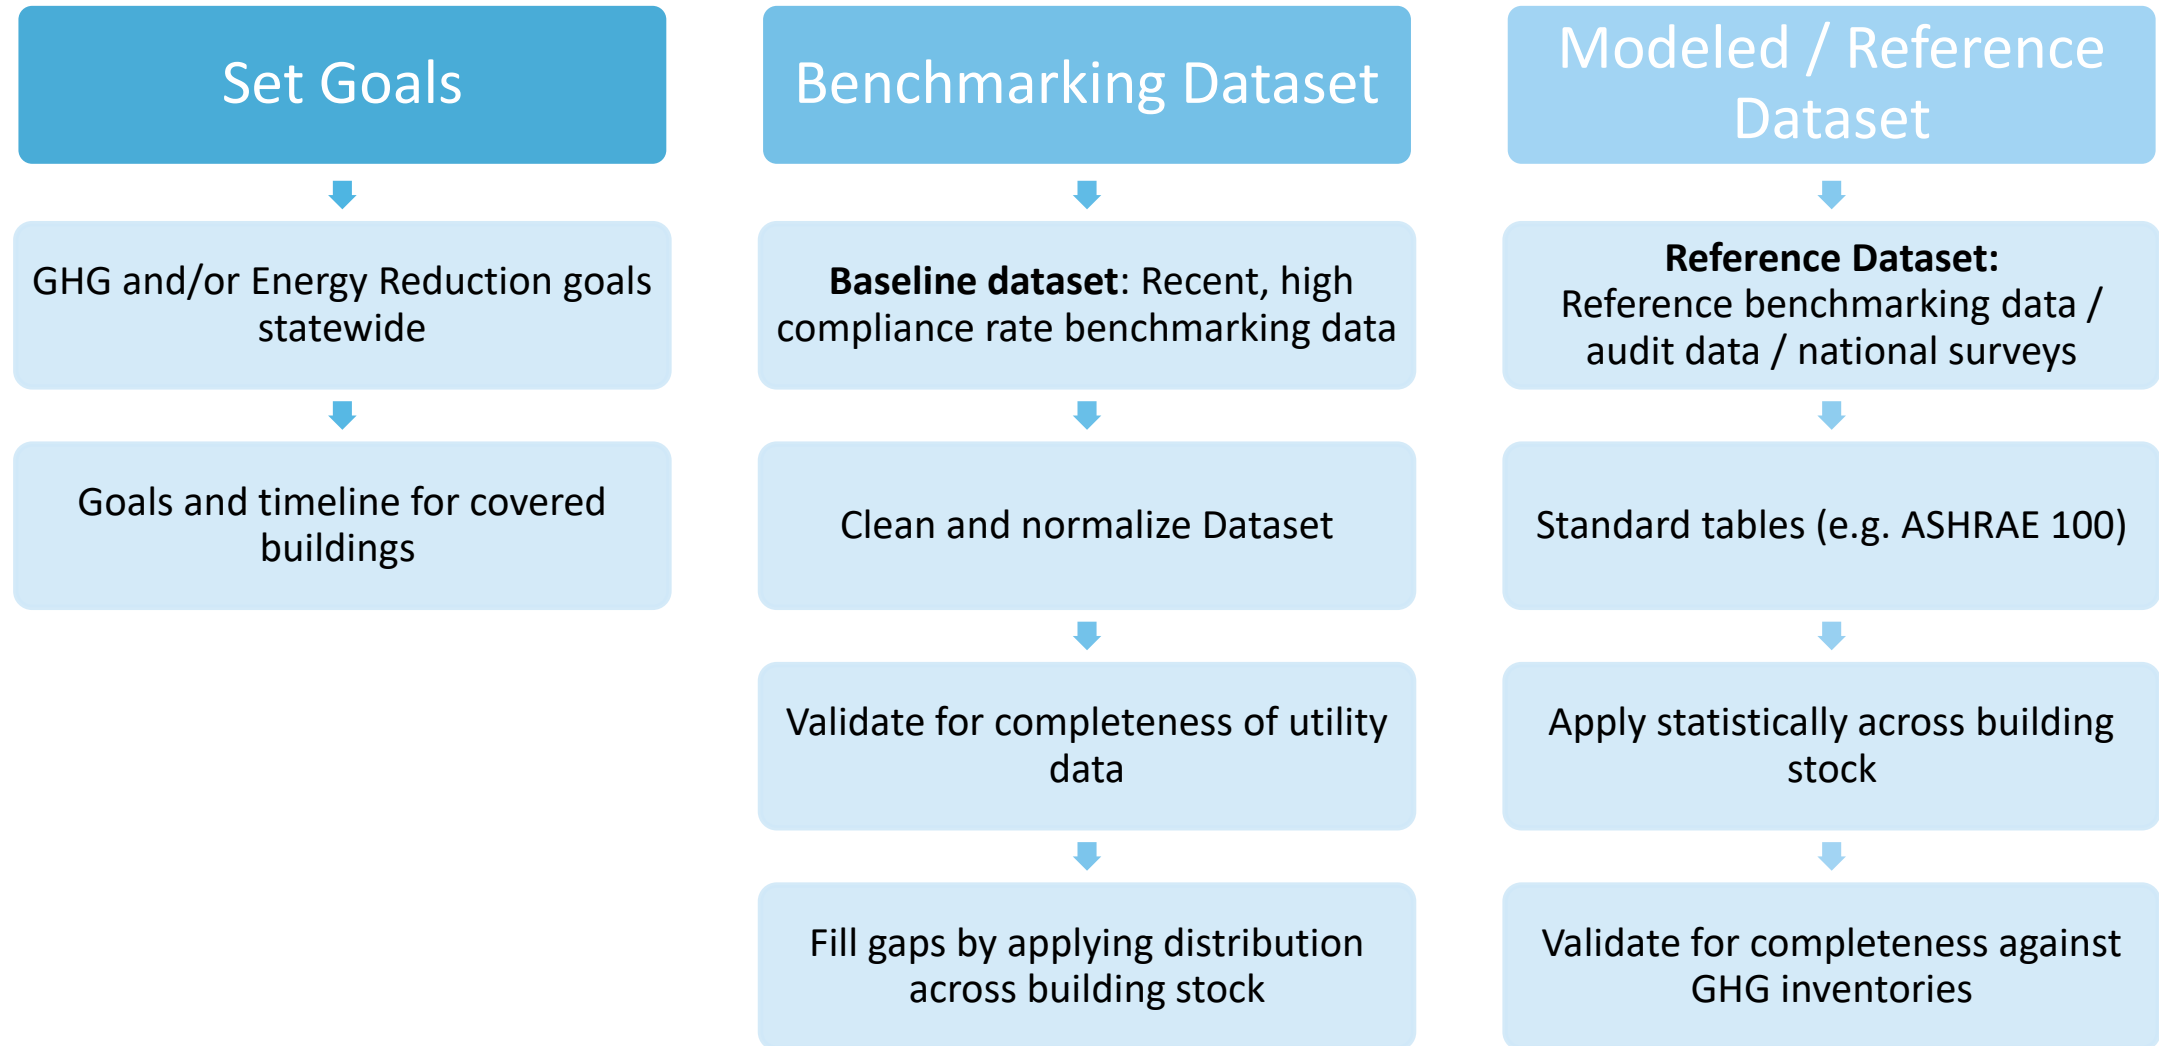 Set Goals
GHG and/or Energy Reduction goals
statewide
Goals and timeline for covered
buildings
Benchmarking Dataset
Baseline dataset: Recent, high
compliance rate benchmarking data
Clean and normalize Dataset
Validate for completeness of utility
data
Fill gaps by applying distribution
across building stock
Modeled / Reference
Dataset
Reference Dataset:
Reference benchmarking data /
audit data / national surveys
Standard tables (e.g. ASHRAE 100)
Apply statistically across building
stock
Validate for completeness against
GHG inventories